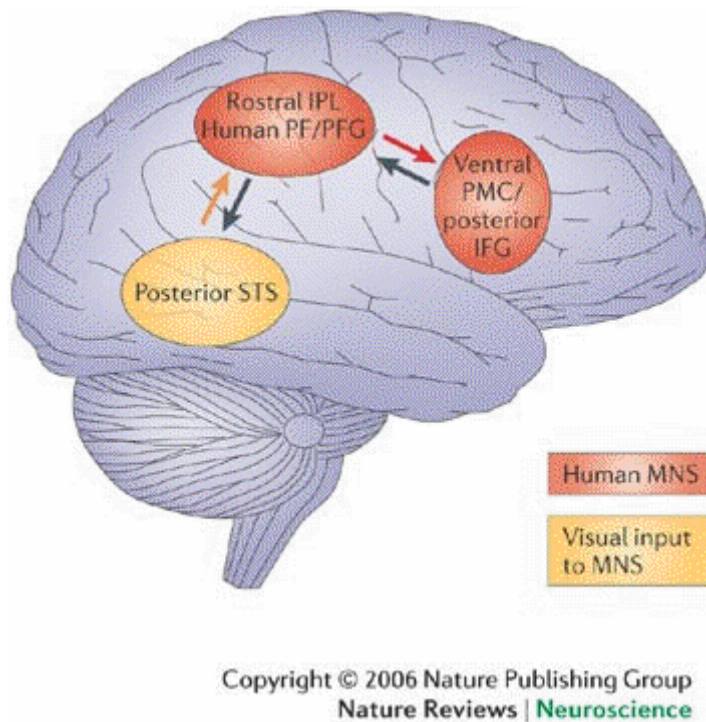 Rostral IPL
Human PF/PFG
Ventral
PMC/
posterior
IFG
Posterior STS
Human MNS
Visual input
to MNS
Copyright © 2006 Nature Publishing Group
Nature Reviews | Neuroscience